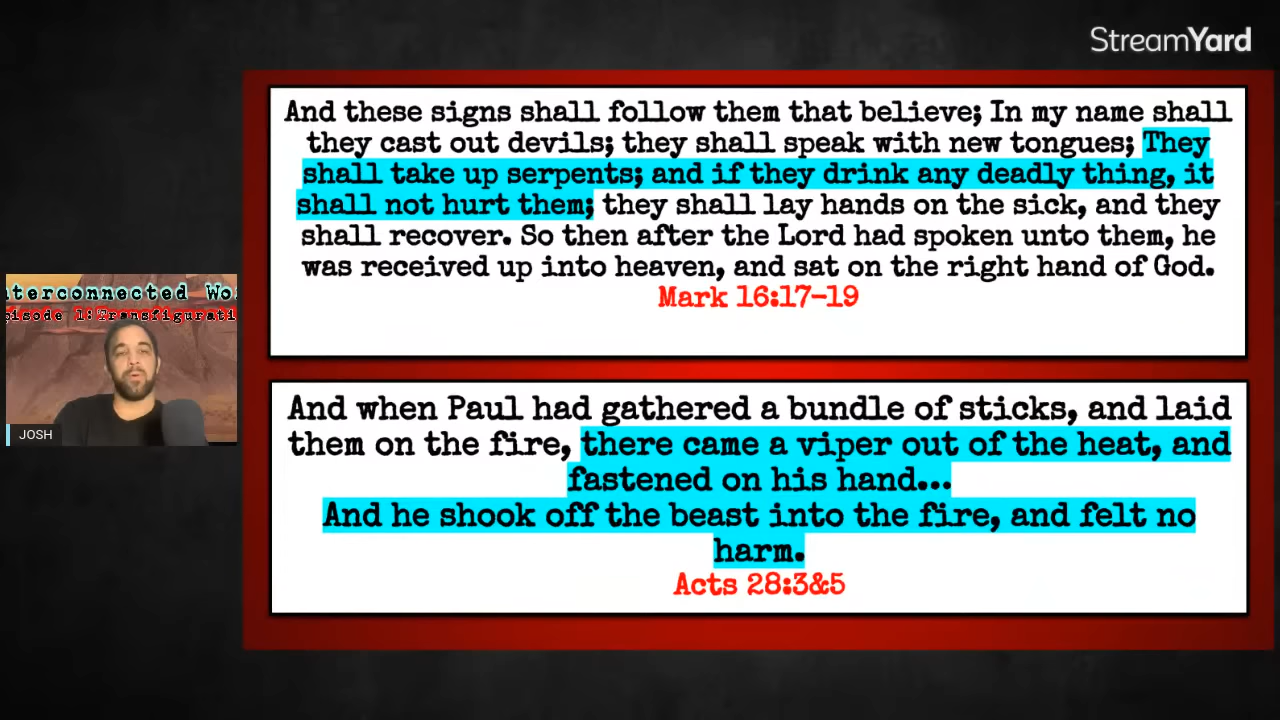 StreamYard
And these signs shall follow them that believe; In my name shall
they cast out devils; they shall speak with new tongues; They
shall take up serpents; and if they drink any deadly thing, it
shall not hurt them; they shall lay hands on the sick, and they
shall recover. So then after the Lord had spoken unto them, he
was received up into heaven, and sat on the right hand of God.
Mark 16:17-19
nterconnected Wo
isode 1:Transfigurati
JOSH
And when Paul had gathered a bundle of sticks, and laid
them on the fire, there came a viper out of the heat, and
fastened on his hand...
And he shook off the beast into the fire, and felt no
harm.
Acts 28:3&5